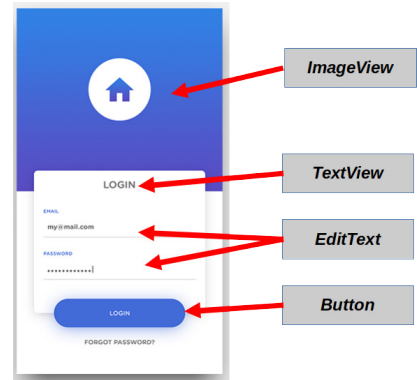 ImageView
LOGIN
TextView
EMAIL
my@mail.com
EditText
PASSWORD
••••••••••••|
LOGIN
Button
FORGOT PASSWORD?